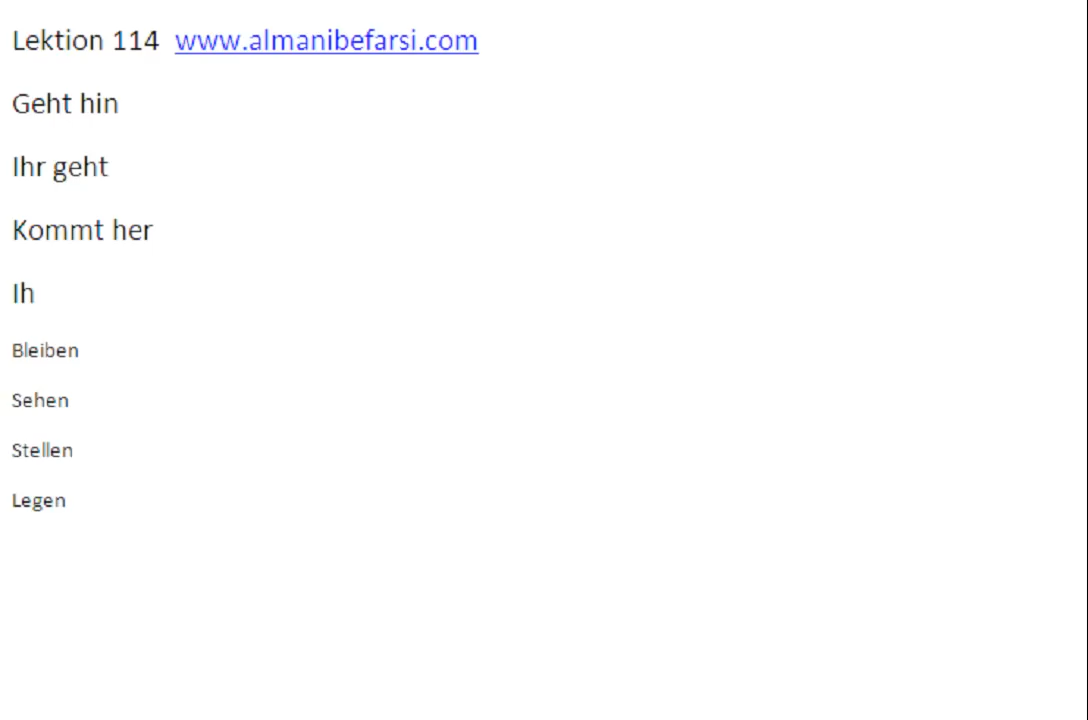 Lektion 114 www.almanibefarsi.com
Geht hin
Ihr geht
Kommt her
Ih
Bleiben
Sehen
Stellen
Legen